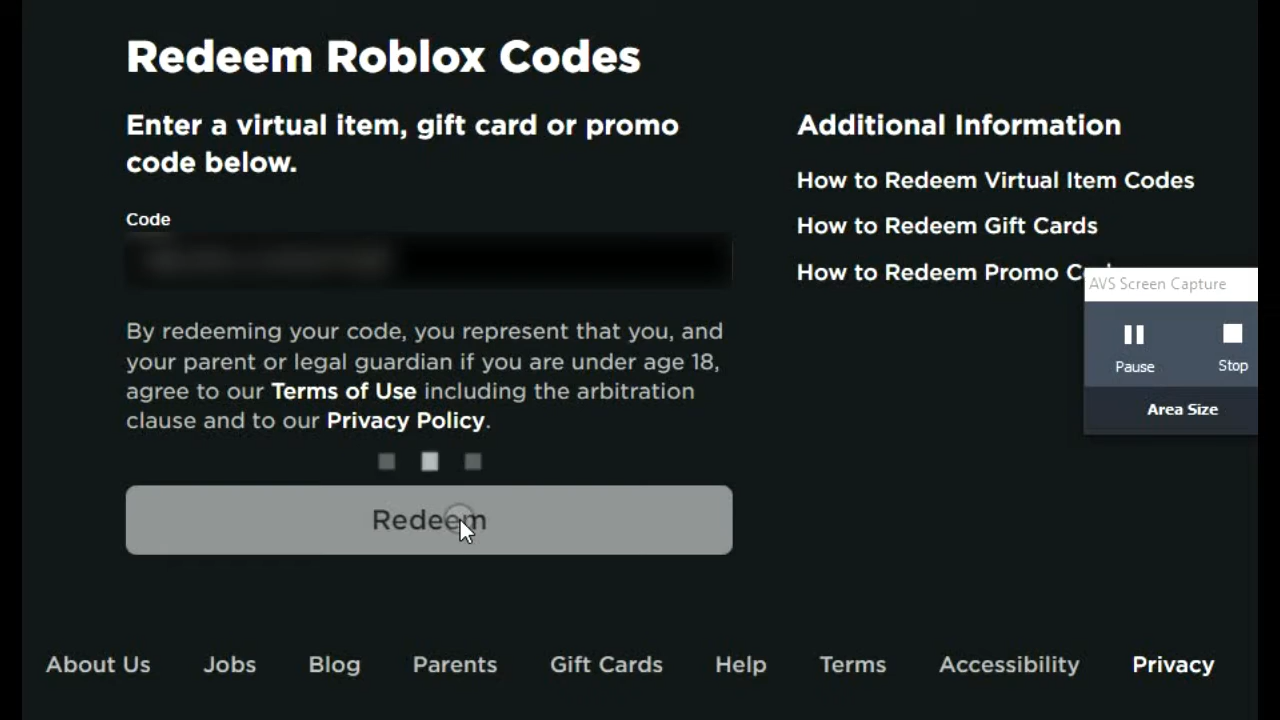 Redeem Roblox Codes
Enter a virtual item, gift card or promo
code below.
Code
By redeeming your code, you represent that you, and
your parent or legal guardian if you are under age 18,
agree to our Terms of Use including the arbitration
clause and to our Privacy Policy.
Redeem
Additional Information
How to Redeem Virtual Item Codes
How to Redeem Gift Cards
How to Redeem Promo
AVS Screen Capture
Pause
Stop
Area Size
About Us
Jobs
Blog
Parents
Gift Cards
Help
Terms
Accessibility
Privacy